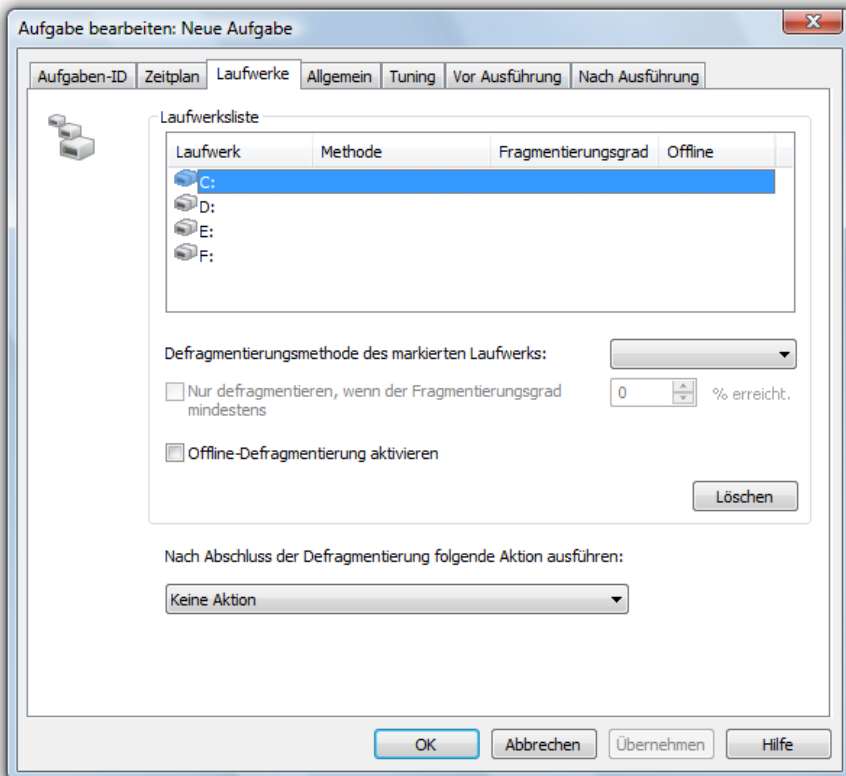 Aufgabe bearbeiten: Neue Aufgabe
Aufgaben-ID Zeitplan Laufwerke Allgemein Tuning Vor Ausführung Nach Ausführung
Laufwerksliste
Laufwerk Methode Fragmentierungsgrad Offline
C:
D:
E:
F:
Defragmentierungsmethode des markierten Laufwerks:
Nur defragmentieren, wenn der Fragmentierungsgrad 0 % erreicht.
mindestens
Offline-Defragmentierung aktivieren
Löschen
Nach Abschluss der Defragmentierung folgende Aktion ausführen:
Keine Aktion
OK Abbrechen Übernehmen Hilfe